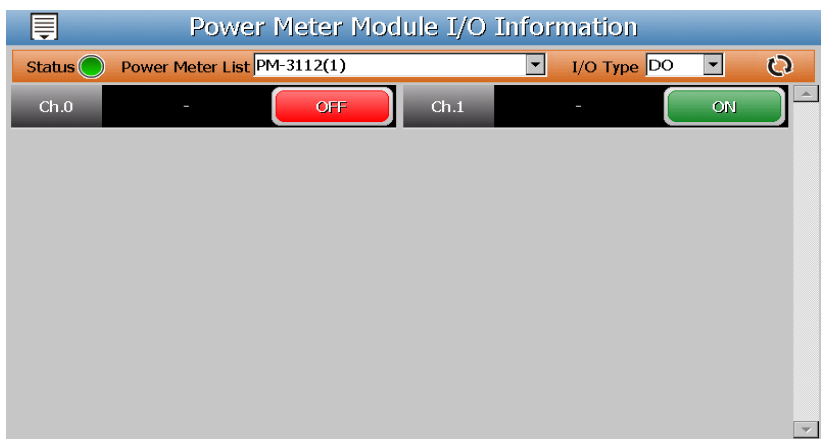 Power Meter Module I/O Information
Status Power Meter List PM-3112(1) I/O Type DO
Ch.0 - OFF Ch.1 - ON